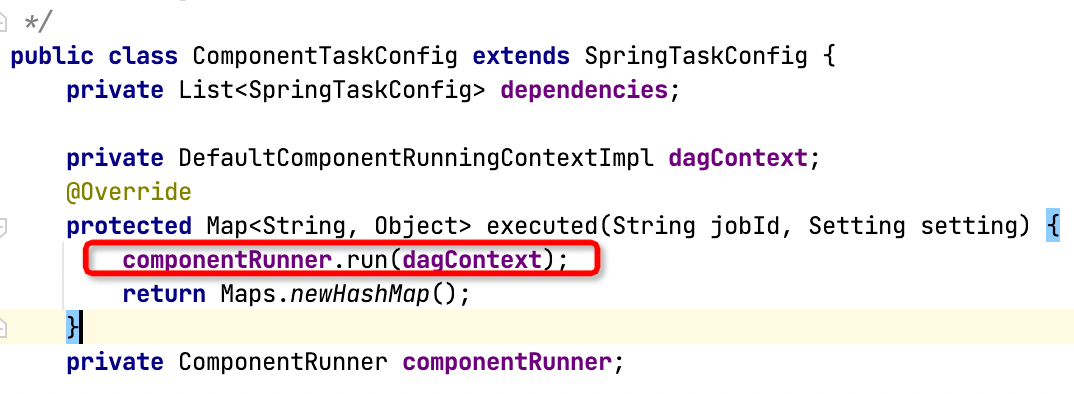 */
public class ComponentTaskConfig extends SpringTaskConfig {
private List<SpringTaskConfig> dependencies;
private DefaultComponentRunningContextImpl dagContext;
@Override
protected Map<String, Object> executed(String jobId, Setting setting) {
componentRunner.run(dagContext);
return Maps.newHashMap();
}
private ComponentRunner componentRunner;